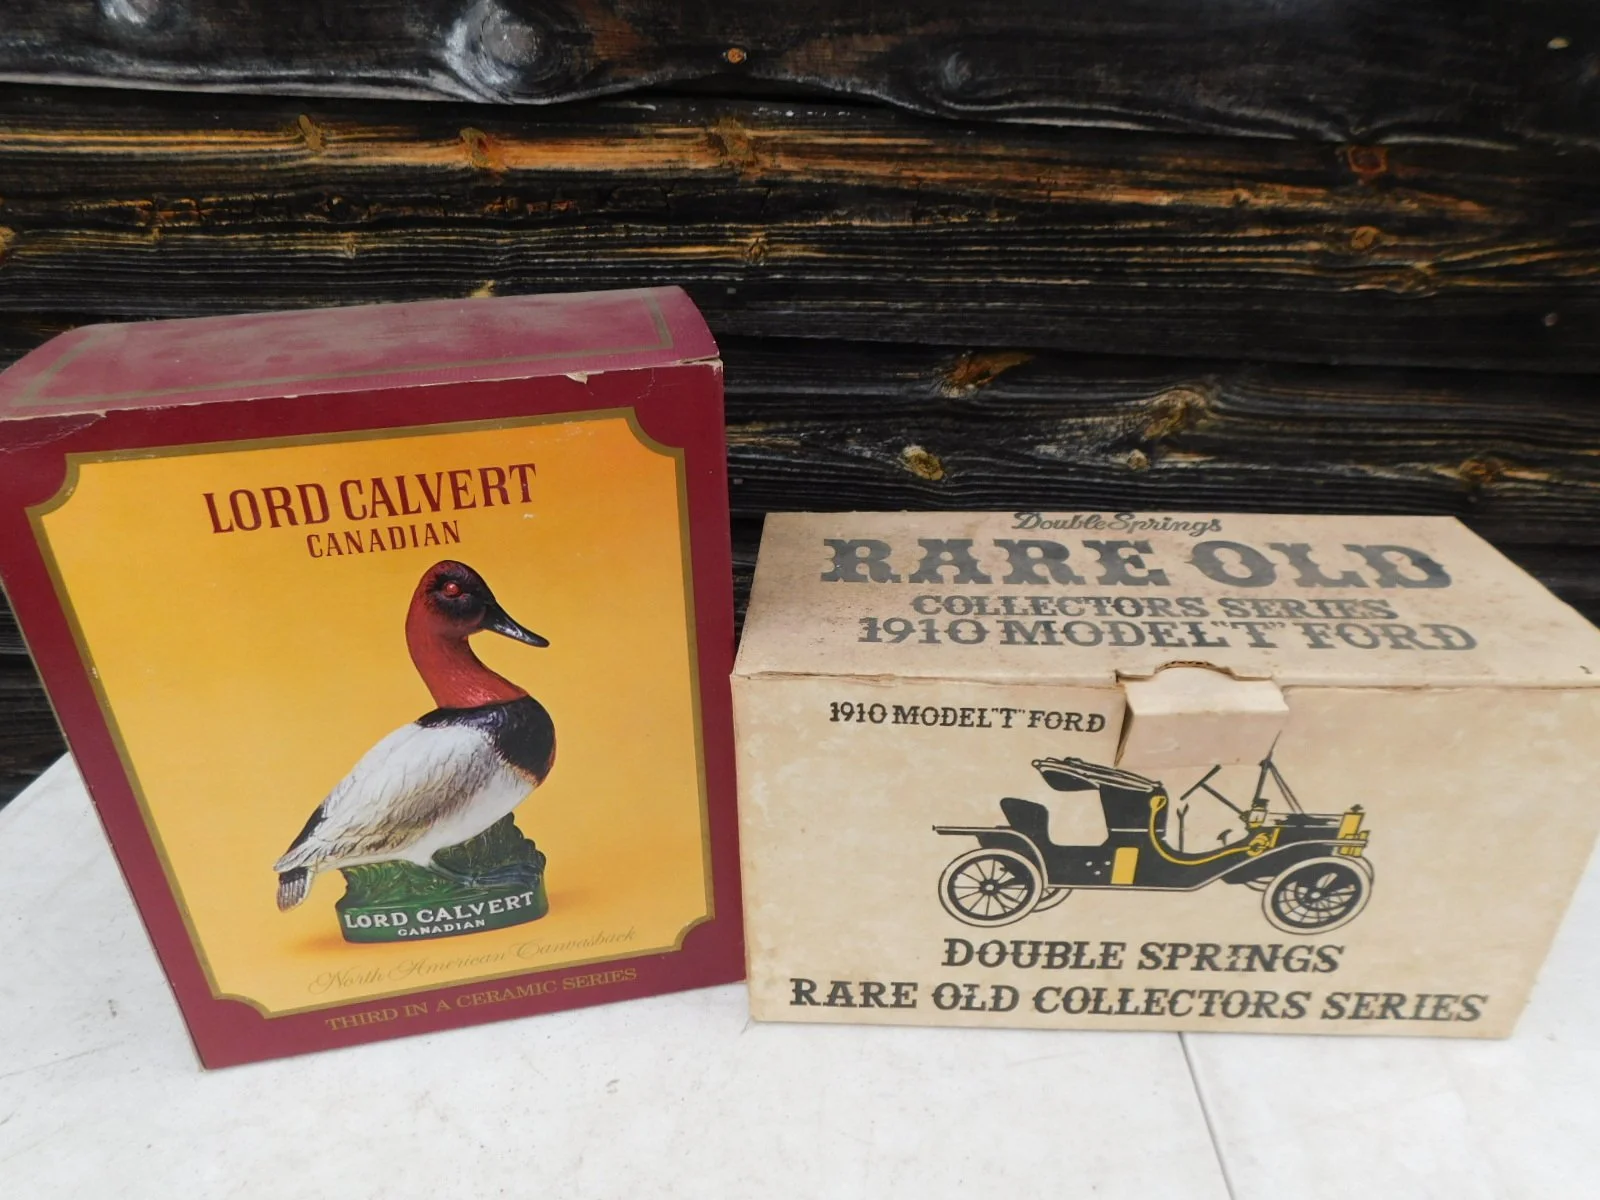 LORD CALVERT
CANADIAN
LORD CALVERT
CANADIAN
North American Canvasback
THIRD IN A CERAMIC SERIES
Double Springs
RARE OLD
COLLECTORS SERIES
1910 MODEL "T" FORD
1910 MODEL "T" FORD
DOUBLE SPRINGS
RARE OLD COLLECTORS SERIES